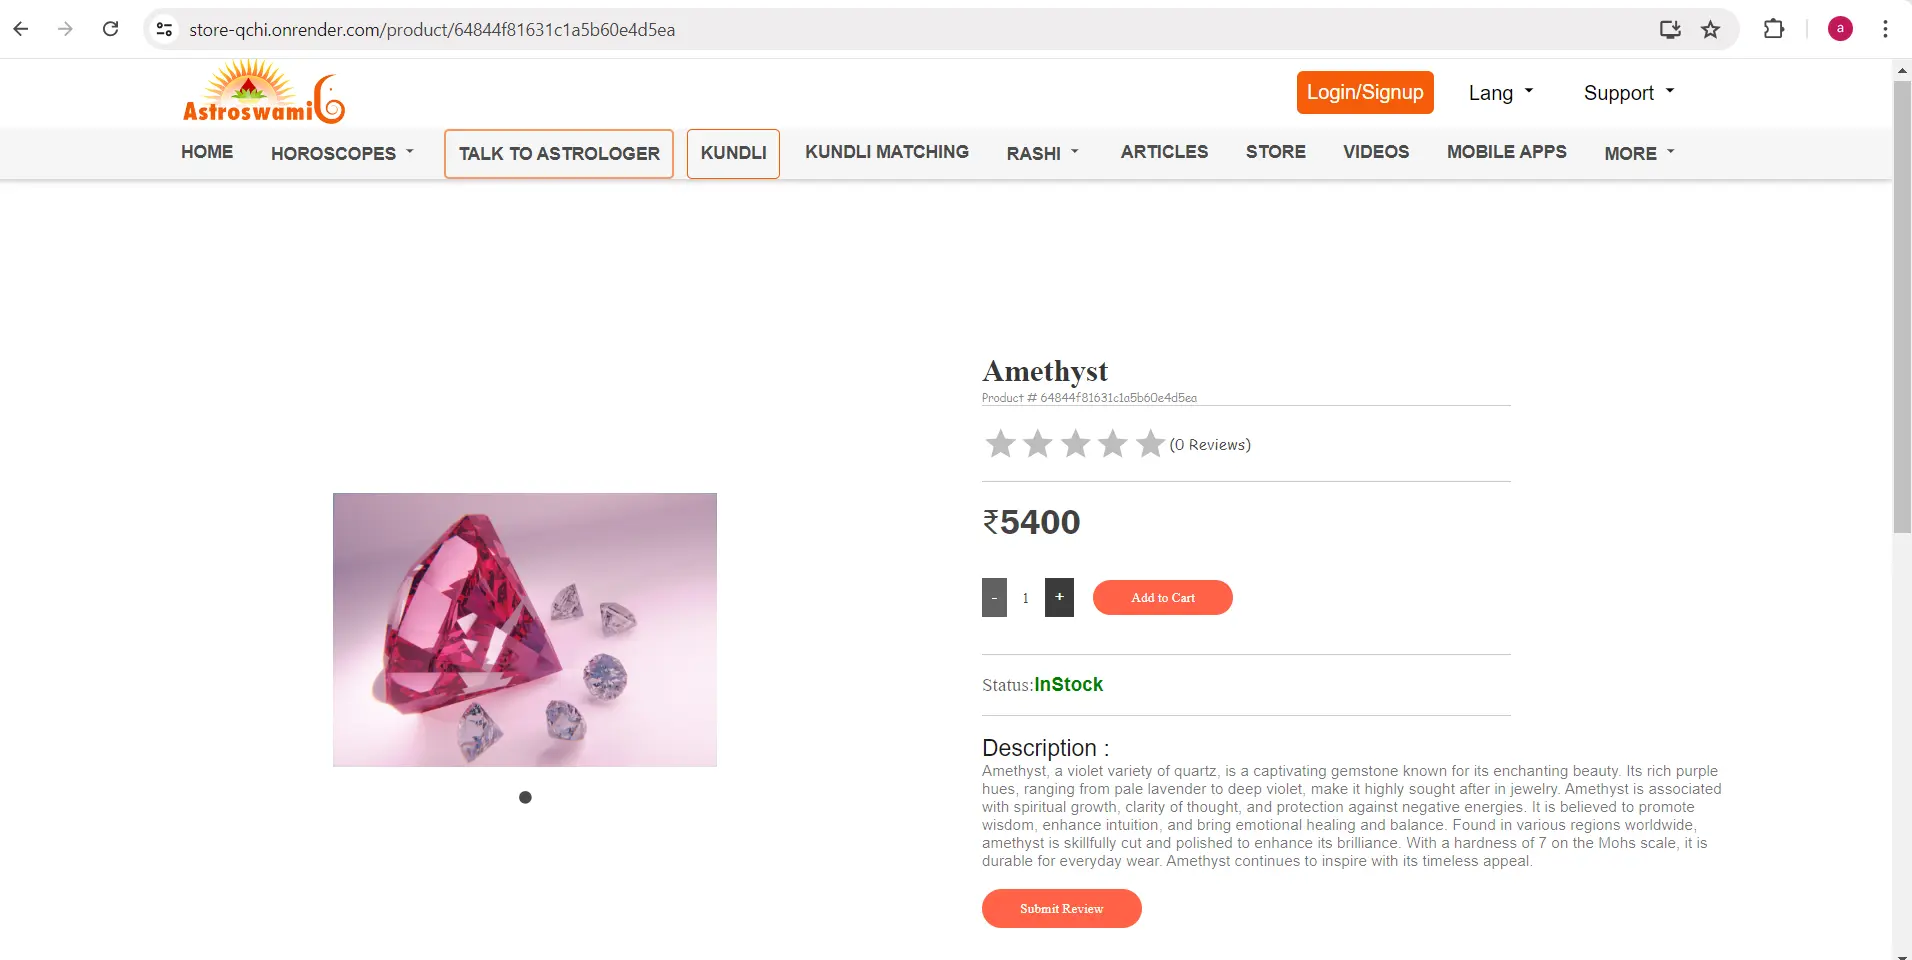 store-qchi.onrender.com/product/64844f81631c1a5b60e4d5ea
a
Astroswami
Login/Signup
Lang
Support
HOME
HOROSCOPES
TALK TO ASTROLOGER
KUNDLI
KUNDLI MATCHING
RASHI
ARTICLES
STORE
VIDEOS
MOBILE APPS
MORE
Amethyst
Product # 64844f81631c1a5b60e4d5ea
(0 Reviews)
₹5400
- 1 +
Add to Cart
Status:InStock
Description :
Amethyst, a violet variety of quartz, is a captivating gemstone known for its enchanting beauty. Its rich purple
hues, ranging from pale lavender to deep violet, make it highly sought after in jewelry. Amethyst is associated
with spiritual growth, clarity of thought, and protection against negative energies. It is believed to promote
wisdom, enhance intuition, and bring emotional healing and balance. Found in various regions worldwide,
amethyst is skillfully cut and polished to enhance its brilliance. With a hardness of 7 on the Mohs scale, it is
durable for everyday wear. Amethyst continues to inspire with its timeless appeal.
Submit Review